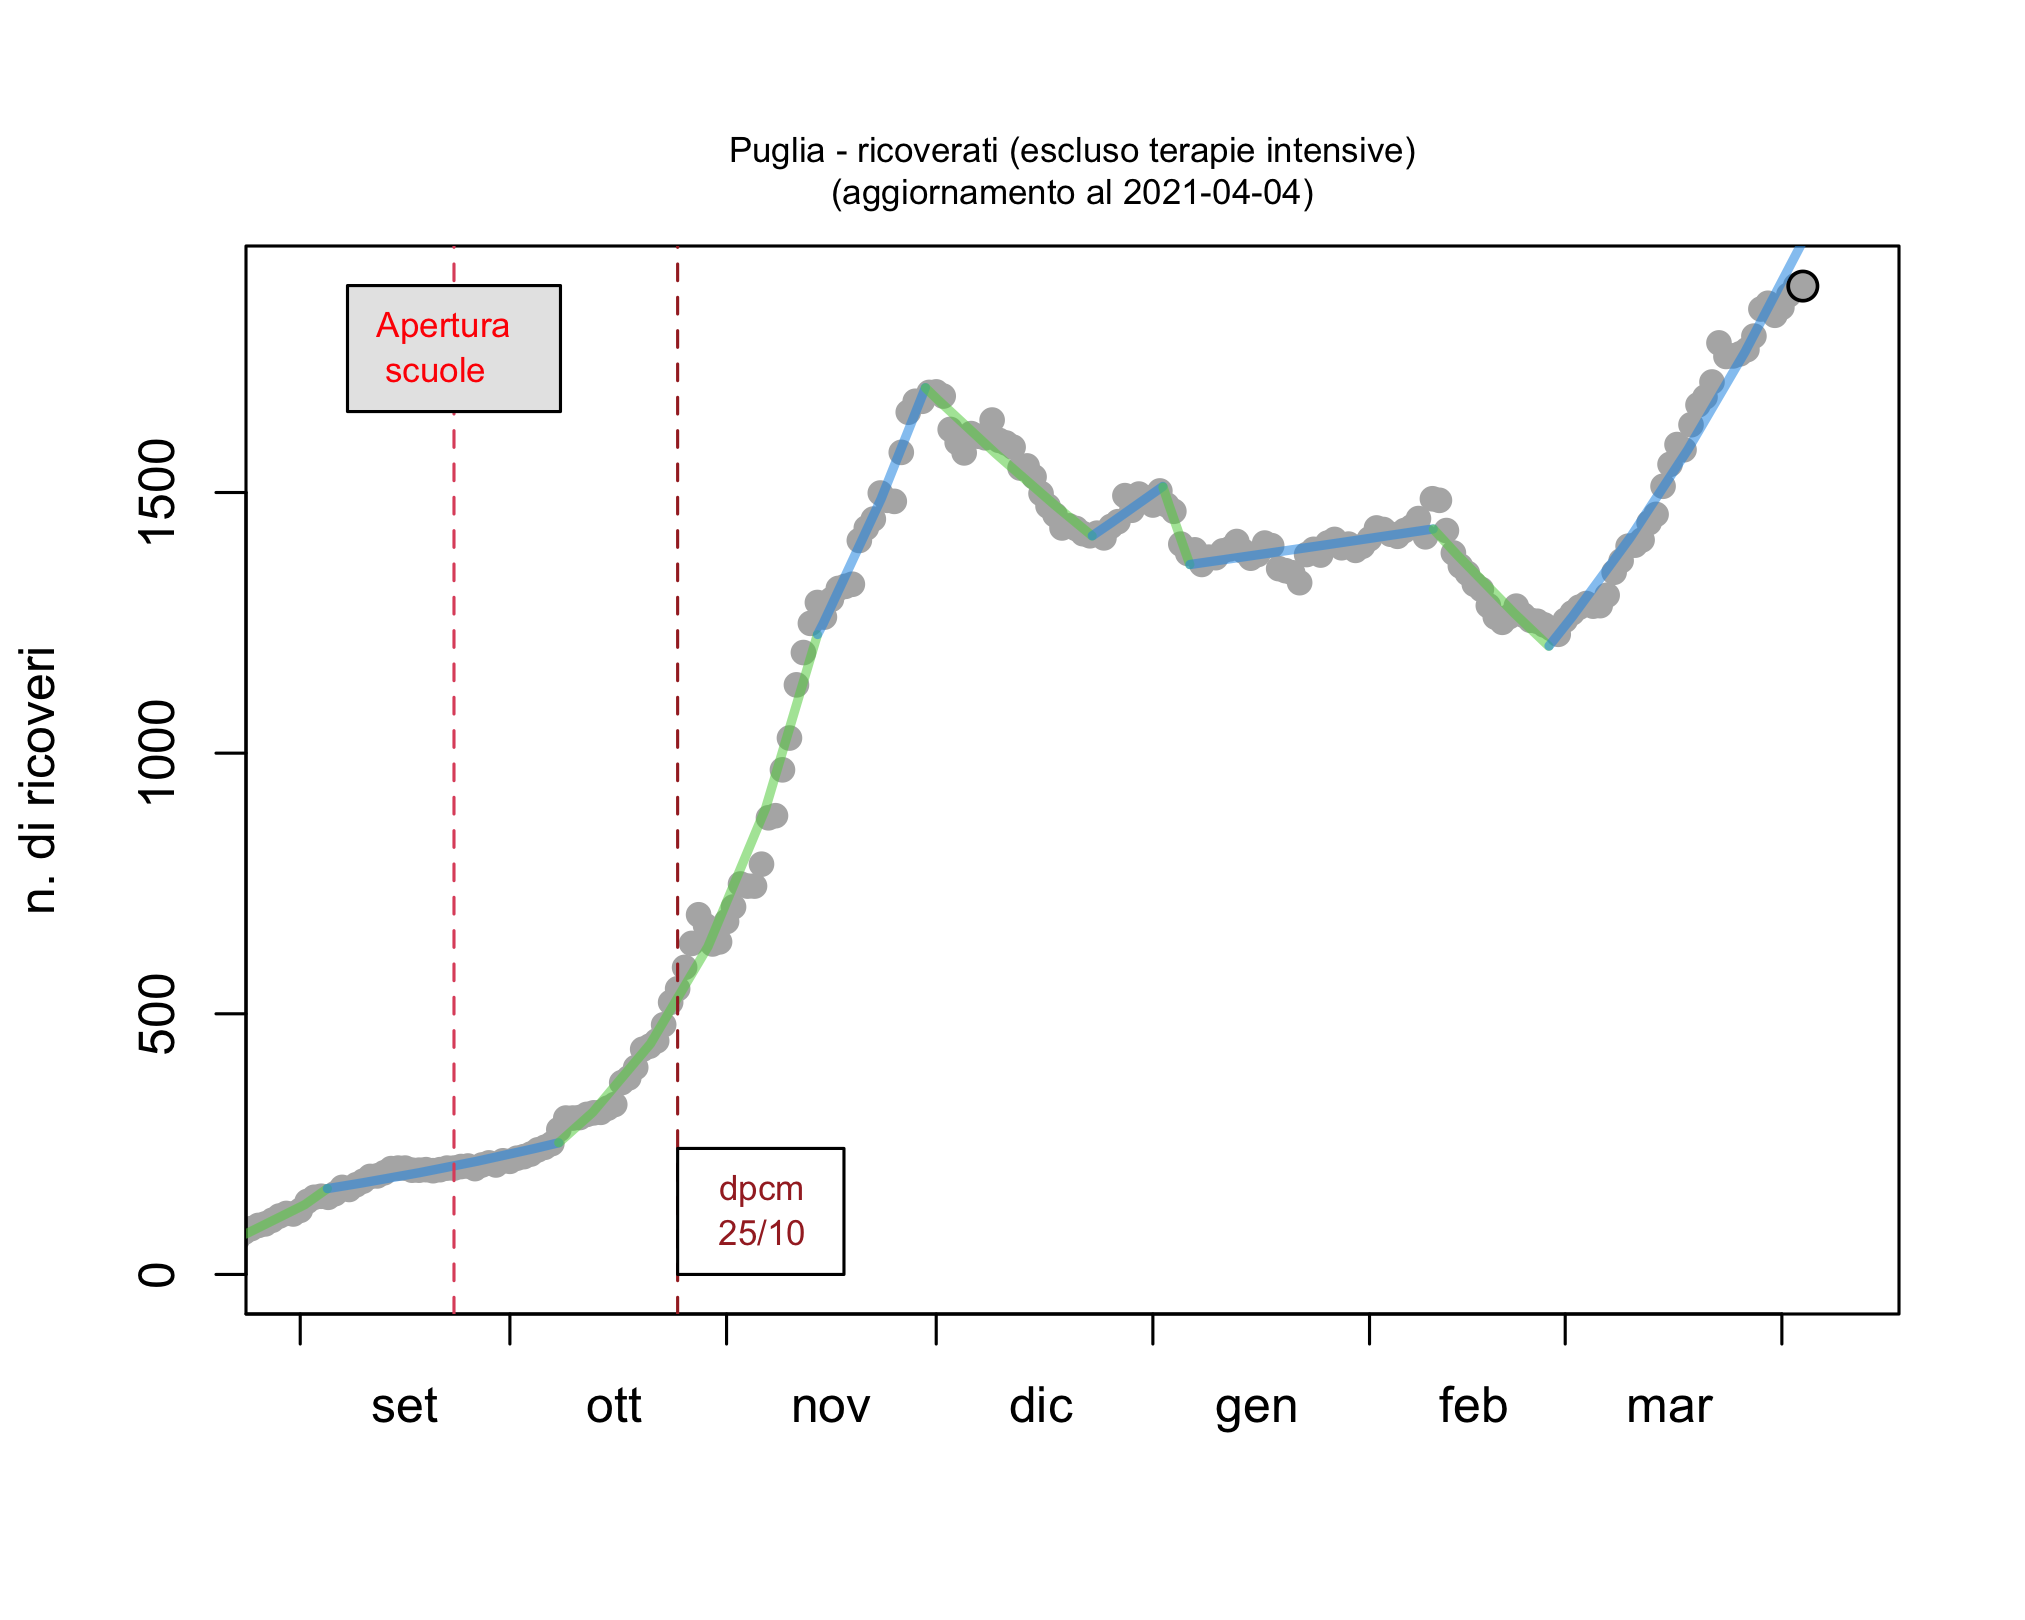 Puglia - ricoverati (escluso terapie intensive)
(aggiornamento al 2021-04-04)
Apertura
scuole
dpcm
25/10
n. di ricoveri
1500
1000
500
0
set ott nov dic gen feb mar